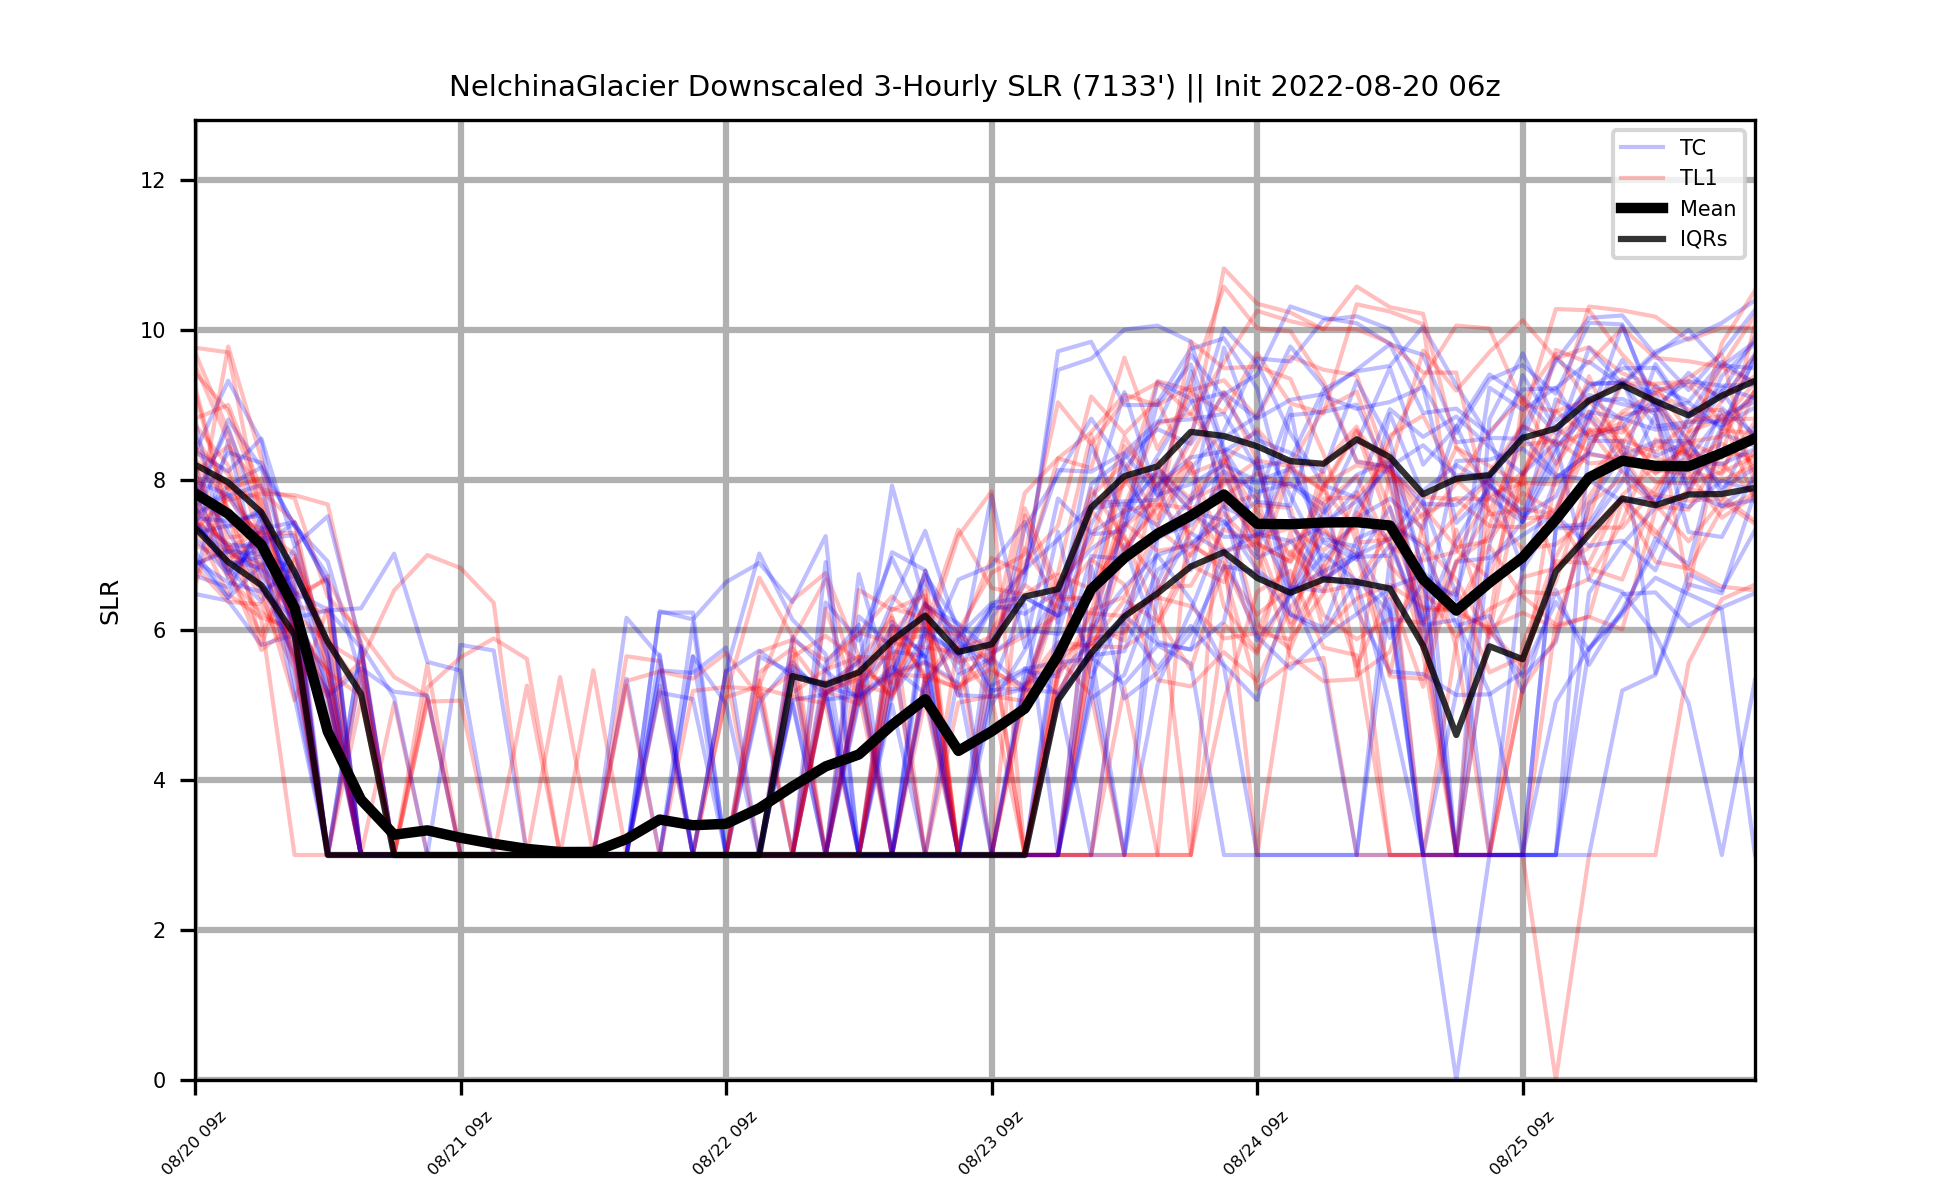 NelchinaGlacier Downscaled 3-Hourly SLR (7133') || Init 2022-08-20 06z
TC
TL1
Mean
IQRs
SLR
12
10
8
6
4
2
0
08/20 09z
08/21 09z
08/22 09z
08/23 09z
08/24 09z
08/25 09z